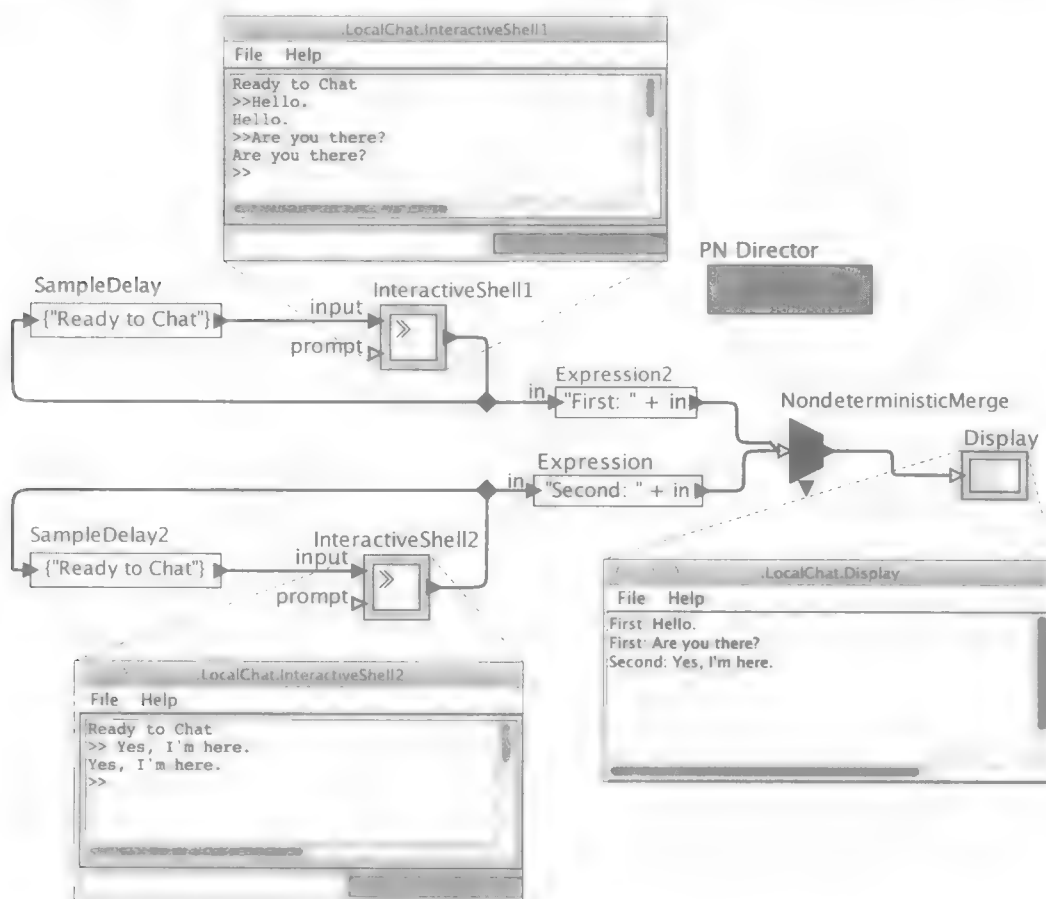 .LocalChat.InteractiveShell1
File Help
Ready to Chat
>>Hello.
Hello.
>>Are you there?
Are you there?
>>
PN Director
SampleDelay
{"Ready to Chat"}
input
prompt
InteractiveShell1
>>
in
Expression2
"First: " + in
NondeterministicMerge
Display
in
Expression
"Second: " + in
SampleDelay2
{"Ready to Chat"}
input
prompt
InteractiveShell2
>>
.LocalChat.Display
File Help
First Hello.
First: Are you there?
Second: Yes, I'm here.
.LocalChat.InteractiveShell2
File Help
Ready to Chat
>> Yes, I'm here.
Yes, I'm here.
>>